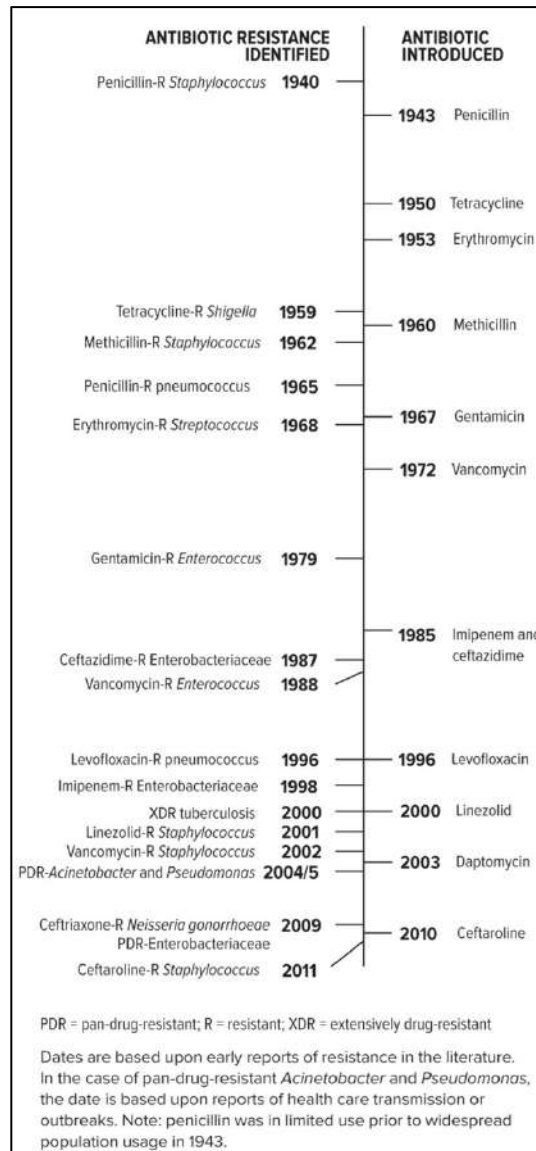 ANTIBIOTIC RESISTANCE IDENTIFIED
ANTIBIOTIC INTRODUCED
Penicillin-R Staphylococcus 1940
1943 Penicillin
1950 Tetracycline
1953 Erythromycin
Tetracycline-R Shigella 1959
1960 Methicillin
Methicillin-R Staphylococcus 1962
Penicillin-R pneumococcus 1965
1967 Gentamicin
Erythromycin-R Streptococcus 1968
1972 Vancomycin
Gentamicin-R Enterococcus 1979
1985 Imipenem and
ceftazidime
Ceftazidime-R Enterobacteriaceae 1987
Vancomycin-R Enterococcus 1988
Levofloxacin-R pneumococcus 1996
1996 Levofloxacin
Imipenem-R Enterobacteriaceae 1998
XDR tuberculosis 2000
2000 Linezolid
Linezolid-R Staphylococcus 2001
Vancomycin-R Staphylococcus 2002
2003 Daptomycin
PDR-Acinetobacter and Pseudomonas 2004/5
Ceftriaxone-R Neisseria gonorrhoeae 2009
PDR-Enterobacteriaceae
2010 Ceftaroline
Ceftaroline-R Staphylococcus 2011
PDR = pan-drug-resistant; R = resistant; XDR = extensively drug-resistant
Dates are based upon early reports of resistance in the literature.
In the case of pan-drug-resistant Acinetobacter and Pseudomonas,
the date is based upon reports of health care transmission or
outbreaks. Note: penicillin was in limited use prior to widespread
population usage in 1943.